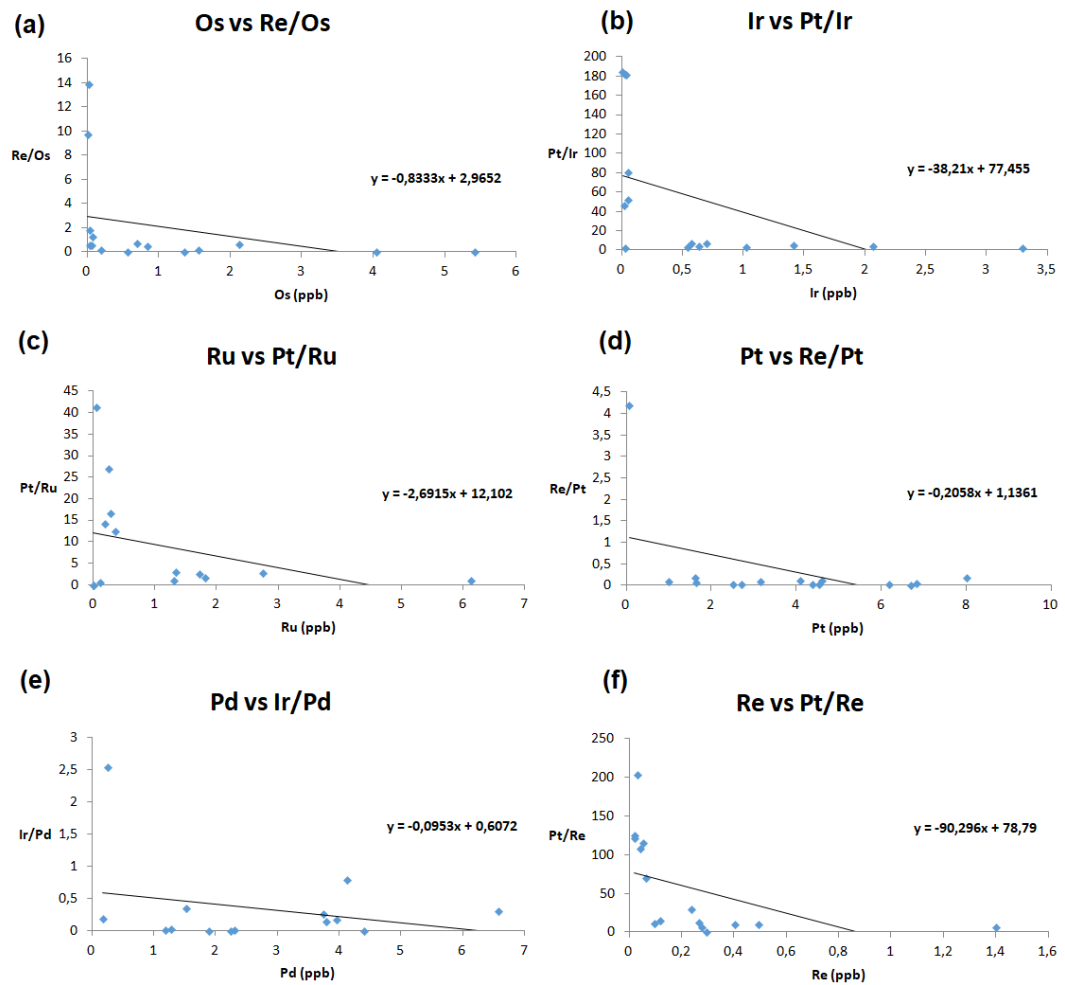 (a)
Os vs Re/Os
16
14
12
10
8
6
4
2
0
Re/Os
y = -0,8333x + 2,9652
0 1 2 3 4 5 6
Os (ppb)
(b)
Ir vs Pt/Ir
200
180
160
140
120
100
80
60
40
20
0
Pt/Ir
y = -38,21x + 77,455
0 0,5 1 1,5 2 2,5 3 3,5
Ir (ppb)
(c)
Ru vs Pt/Ru
45
40
35
30
25
20
15
10
5
0
Pt/Ru
y = -2,6915x + 12,102
0 1 2 3 4 5 6 7
Ru (ppb)
(d)
Pt vs Re/Pt
4,5
4
3,5
3
2,5
2
1,5
1
0,5
0
Re/Pt
y = -0,2058x + 1,1361
0 2 4 6 8 10
Pt (ppb)
(e)
Pd vs Ir/Pd
3
2,5
2
1,5
1
0,5
0
Ir/Pd
y = -0,0953x + 0,6072
0 1 2 3 4 5 6 7
Pd (ppb)
(f)
Re vs Pt/Re
250
200
150
100
50
0
Pt/Re
y = -90,296x + 78,79
0 0,2 0,4 0,6 0,8 1 1,2 1,4 1,6
Re (ppb)